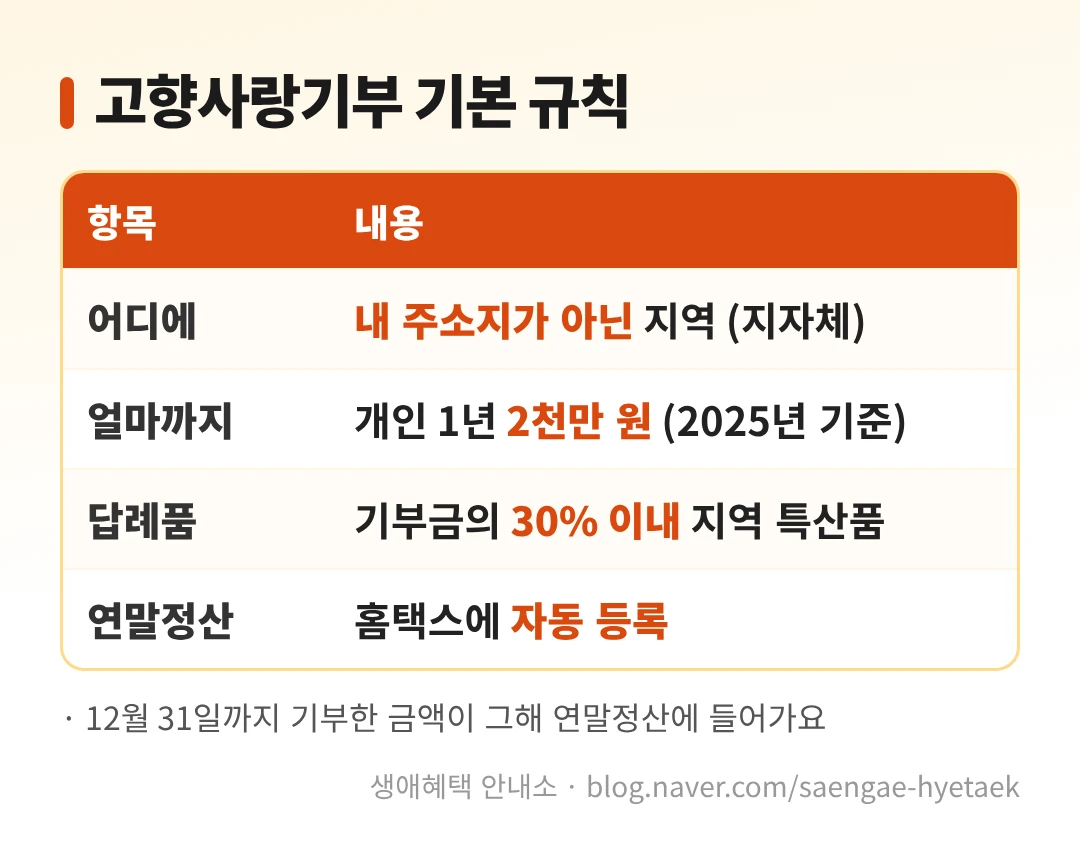 고향사랑기부 기본 규칙
항목 내용
어디에 내 주소지가 아닌 지역 (지자체)
얼마까지 개인 1년 2천만 원 (2025년 기준)
답례품 기부금의 30% 이내 지역 특산품
연말정산 홈택스에 자동 등록
· 12월 31일까지 기부한 금액이 그해 연말정산에 들어가요
생애혜택 안내소 · blog.naver.com/saengae-hyetaek